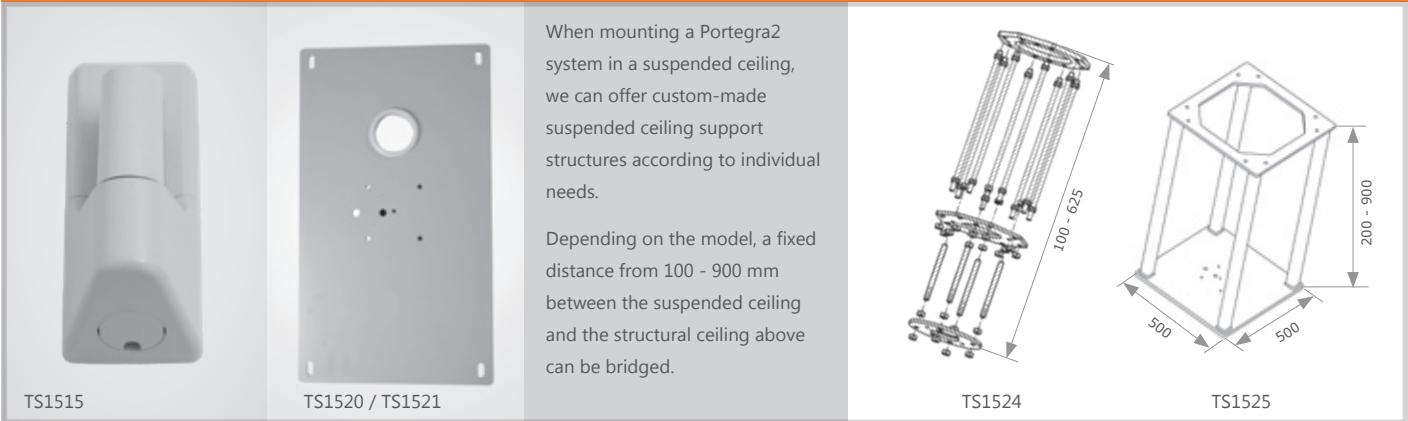 TS1515
TS1520 / TS1521
When mounting a Portegra2
system in a suspended ceiling,
we can offer custom-made
suspended ceiling support
structures according to individual
needs.
Depending on the model, a fixed
distance from 100 - 900 mm
between the suspended ceiling
and the structural ceiling above
can be bridged.
100 - 625
TS1524
200 - 900
500
500
TS1525